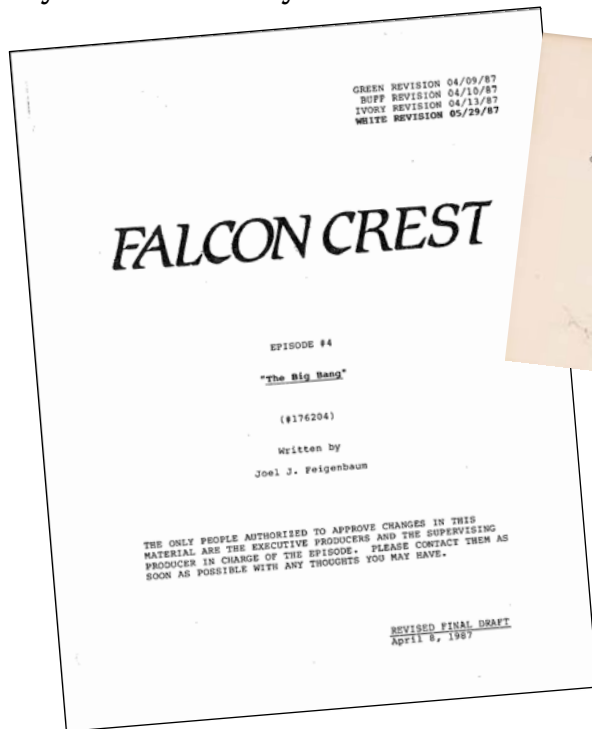 GREEN REVISION 04/09/87
BUFF REVISION 04/10/87
IVORY REVISION 04/13/87
WHITE REVISION 05/29/87
FALCON CREST
EPISODE #4
"The Big Bang"
(#176204)
Written by
Joel J. Feigenbaum
THE ONLY PEOPLE AUTHORIZED TO APPROVE CHANGES IN THIS
MATERIAL ARE THE EXECUTIVE PRODUCERS AND THE SUPERVISING
PRODUCER IN CHARGE OF THE EPISODE. PLEASE CONTACT THEM AS
SOON AS POSSIBLE WITH ANY THOUGHTS YOU MAY HAVE.
REVISED FINAL DRAFT
April 8, 1987